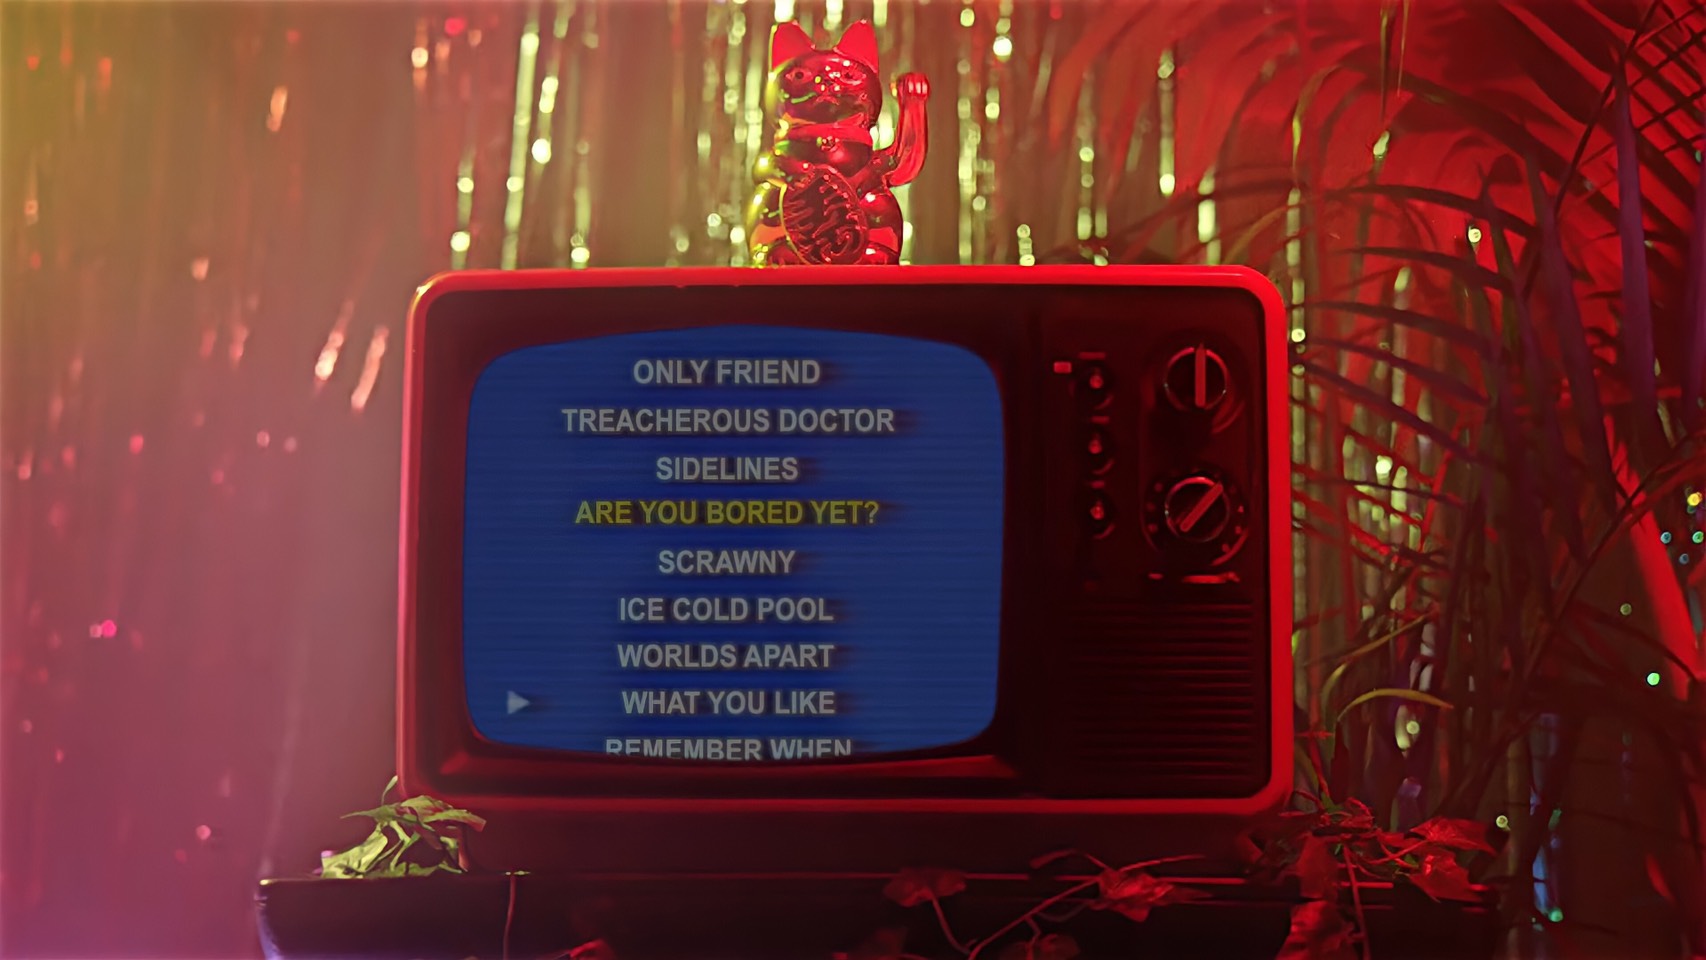 ONLY FRIEND
TREACHEROUS DOCTOR
SIDELINES
ARE YOU BORED YET?
SCRAWNY
ICE COLD POOL
WORLDS APART
WHAT YOU LIKE
REMEMBER WHEN